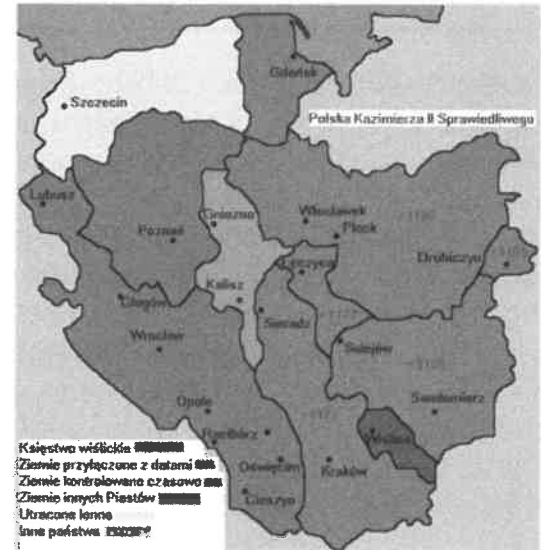 Gdańsk
Szczecin
Polska Kazimierza II Sprawiedliwego
Lubusz
Gniezno
Włocławek
Poznań
Płock
Drohiczyn
Łęczyca
Kalisz
Głogów
Sieradz
Wrocław
Sulejów
Opole
Sandomierz
Racibórz
Wiślica
Oświęcim
Kraków
Cieszyn
Księstwo wiślickie
Ziemie przyłączone z datami
Ziemie kontrolowane czasowo
Ziemie innych Piastów
Utracone lenna
Inne państwa